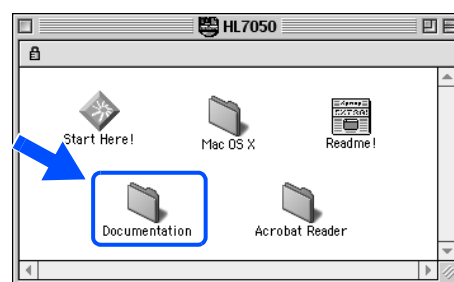 HL7050
Start Here!
Mac OS X
Readme!
Documentation
Acrobat Reader